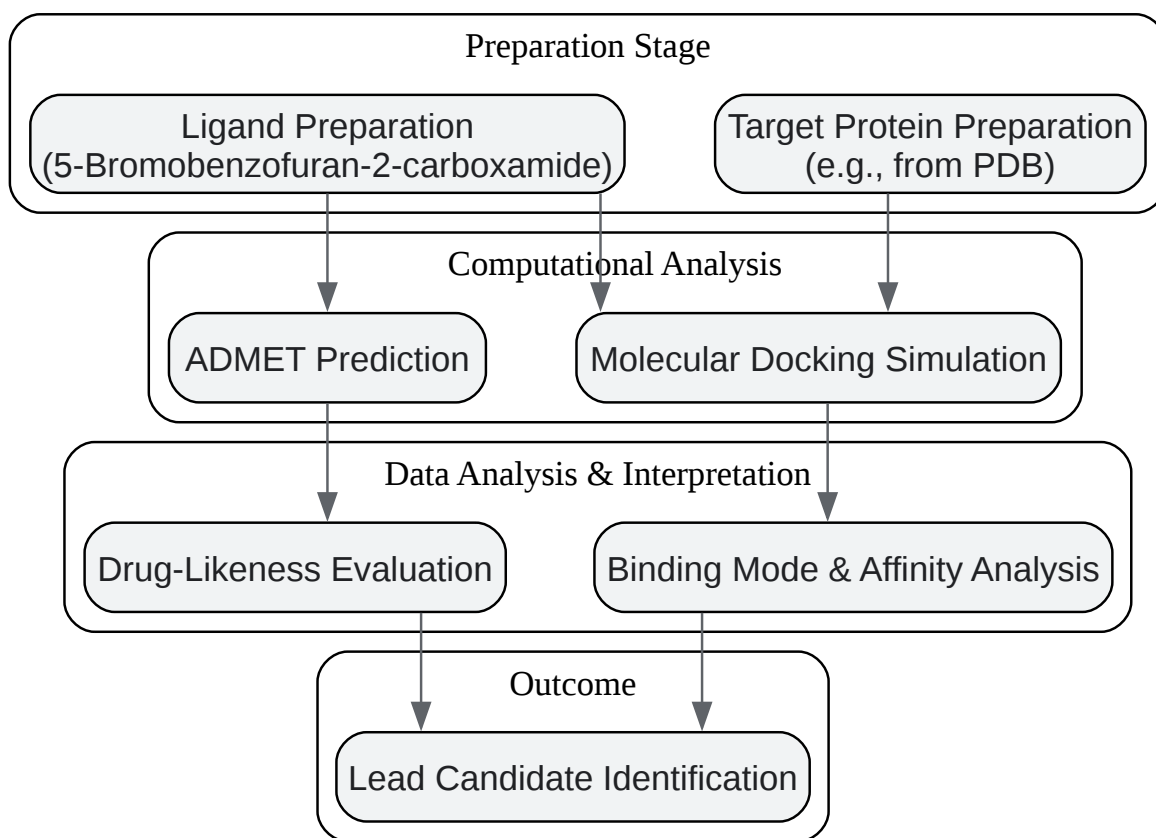 Preparation Stage
Ligand Preparation
(5-Bromobenzofuran-2-carboxamide)
Target Protein Preparation
(e.g., from PDB)
Computational Analysis
ADMET Prediction
Molecular Docking Simulation
Data Analysis & Interpretation
Drug-Likeness Evaluation
Binding Mode & Affinity Analysis
Outcome
Lead Candidate Identification